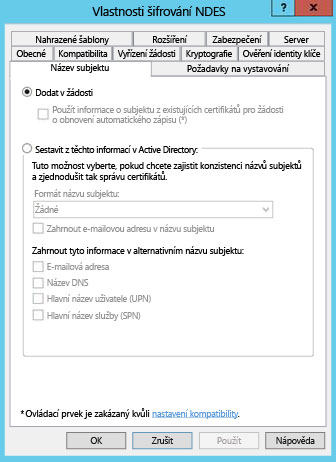 Vlastnosti šifrování NDES
?
x
Nahrazené šablony
Rozšíření
Zabezpečení
Server
Obecné
Kompatibilita
Vyřízení žádosti
Kryptografie
Ověření identity klíče
Název subjektu
Požadavky na vystavování
Dodat v žádosti
Použít informace o subjektu z existujících certifikátů pro žádosti
o obnovení automatického zápisu (*)
Sestavit z těchto informací v Active Directory:
Tuto možnost vyberte, pokud chcete zajistit konzistenci názvů subjektů
a zjednodušit tak správu certifikátů.
Formát názvu subjektu:
Žádné
Zahrnout e-mailovou adresu v názvu subjektu
Zahrnout tyto informace v alternativním názvu subjektu:
E-mailová adresa
Název DNS
Hlavní název uživatele (UPN)
Hlavní název služby (SPN)
*Ovládací prvek je zakázaný kvůli nastavení kompatibility.
OK
Zrušit
Použít
Nápověda